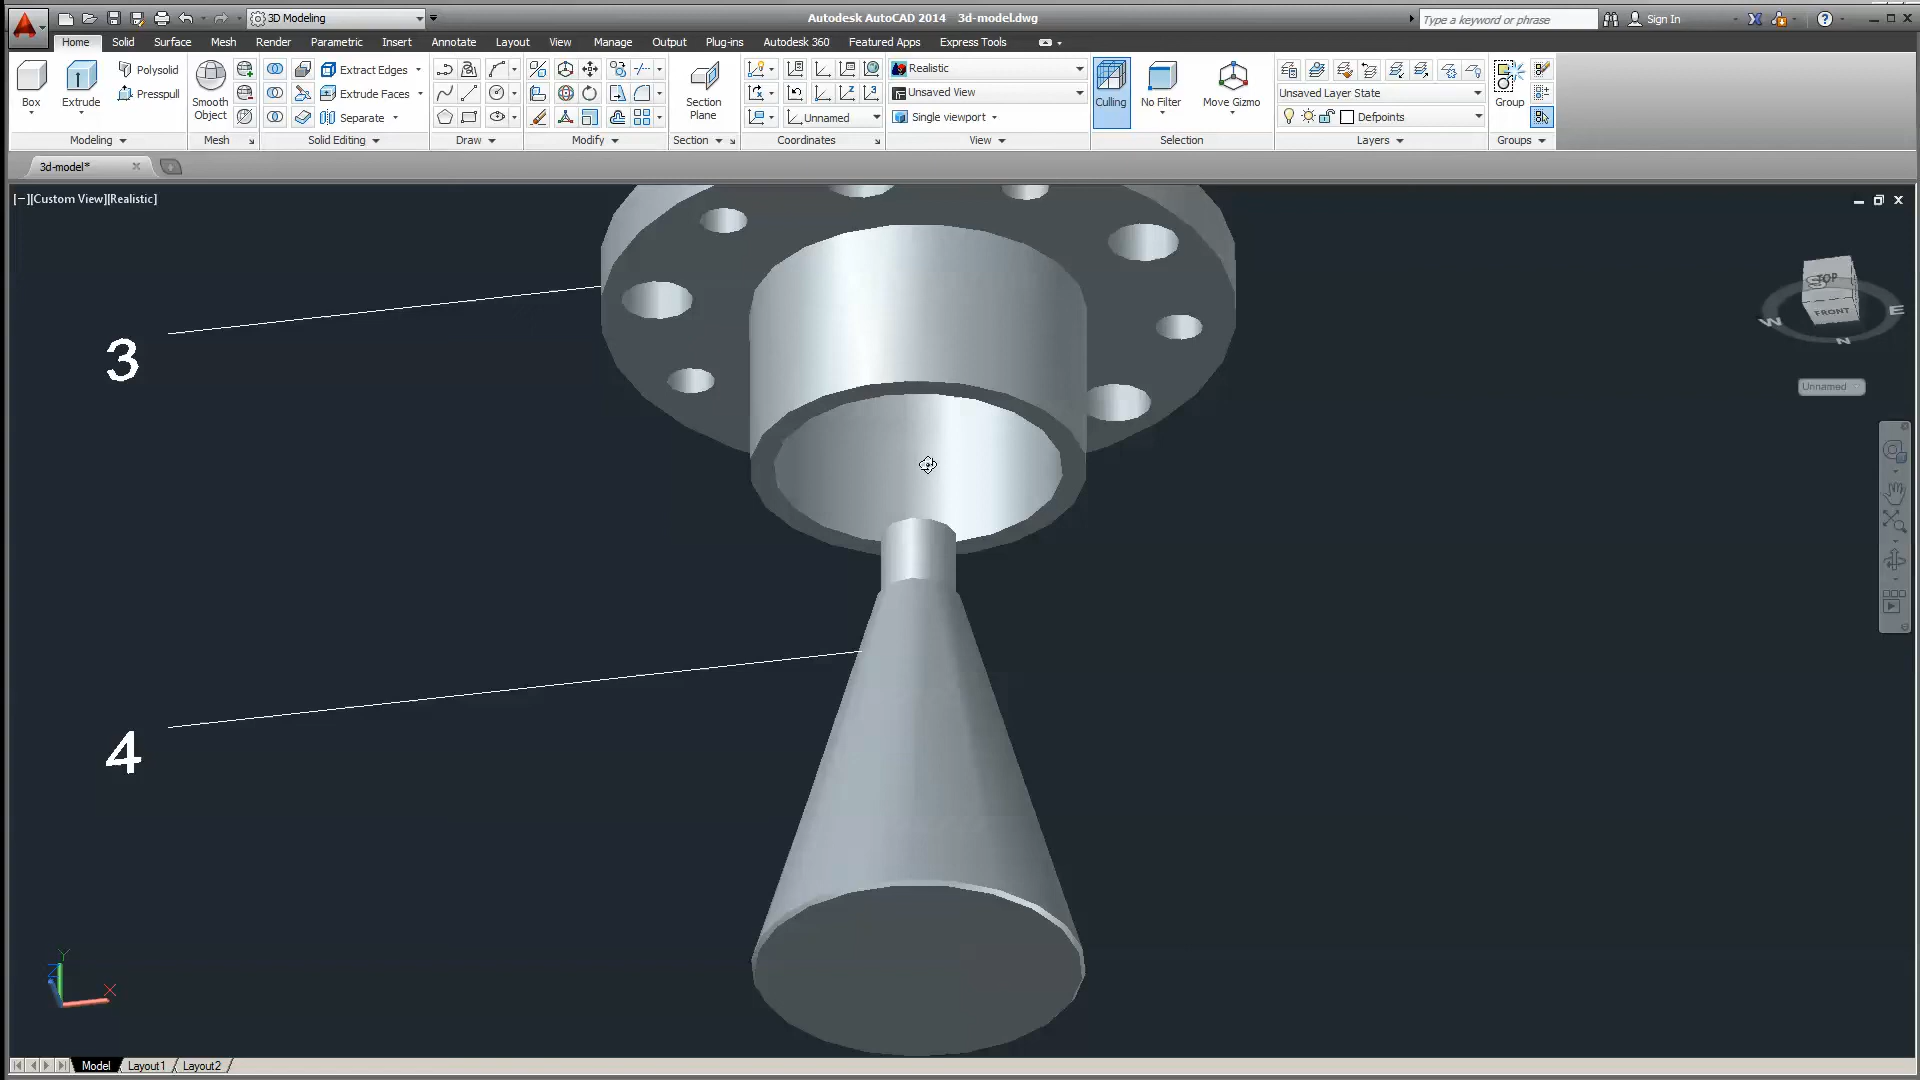 3D Modeling
Autodesk AutoCAD 2014 3d-model.dwg
Type a keyword or phrase
Sign In
Home Solid Surface Mesh Render Parametric Insert Annotate Layout View Manage Output Plug-ins Autodesk 360 Featured Apps Express Tools
Box
Extrude
Polysolid
Presspull
Smooth
Object
Extract Edges
Extrude Faces
Separate
Section
Plane
Unnamed
Realistic
Unsaved View
Single viewport
Culling
No Filter
Move Gizmo
Unsaved Layer State
Defpoints
Group
Modeling Mesh Solid Editing Draw Modify Section Coordinates View Selection Layers Groups
3d-model*
[−][Custom View][Realistic]
TOP
S
FRONT
W
E
N
Unnamed
3
4
Y
Z
X
Model Layout1 Layout2